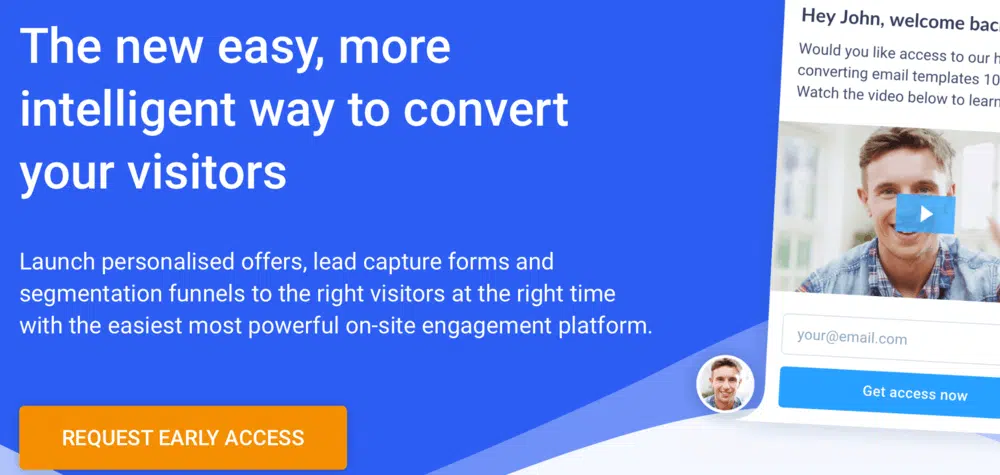 The new easy, more
intelligent way to convert
your visitors
Launch personalised offers, lead capture forms and
segmentation funnels to the right visitors at the right time
with the easiest most powerful on-site engagement platform.
REQUEST EARLY ACCESS
Hey John, welcome
Would you like access to our
converting email templates 10
Watch the video below to learn
your@email.com
Get access now